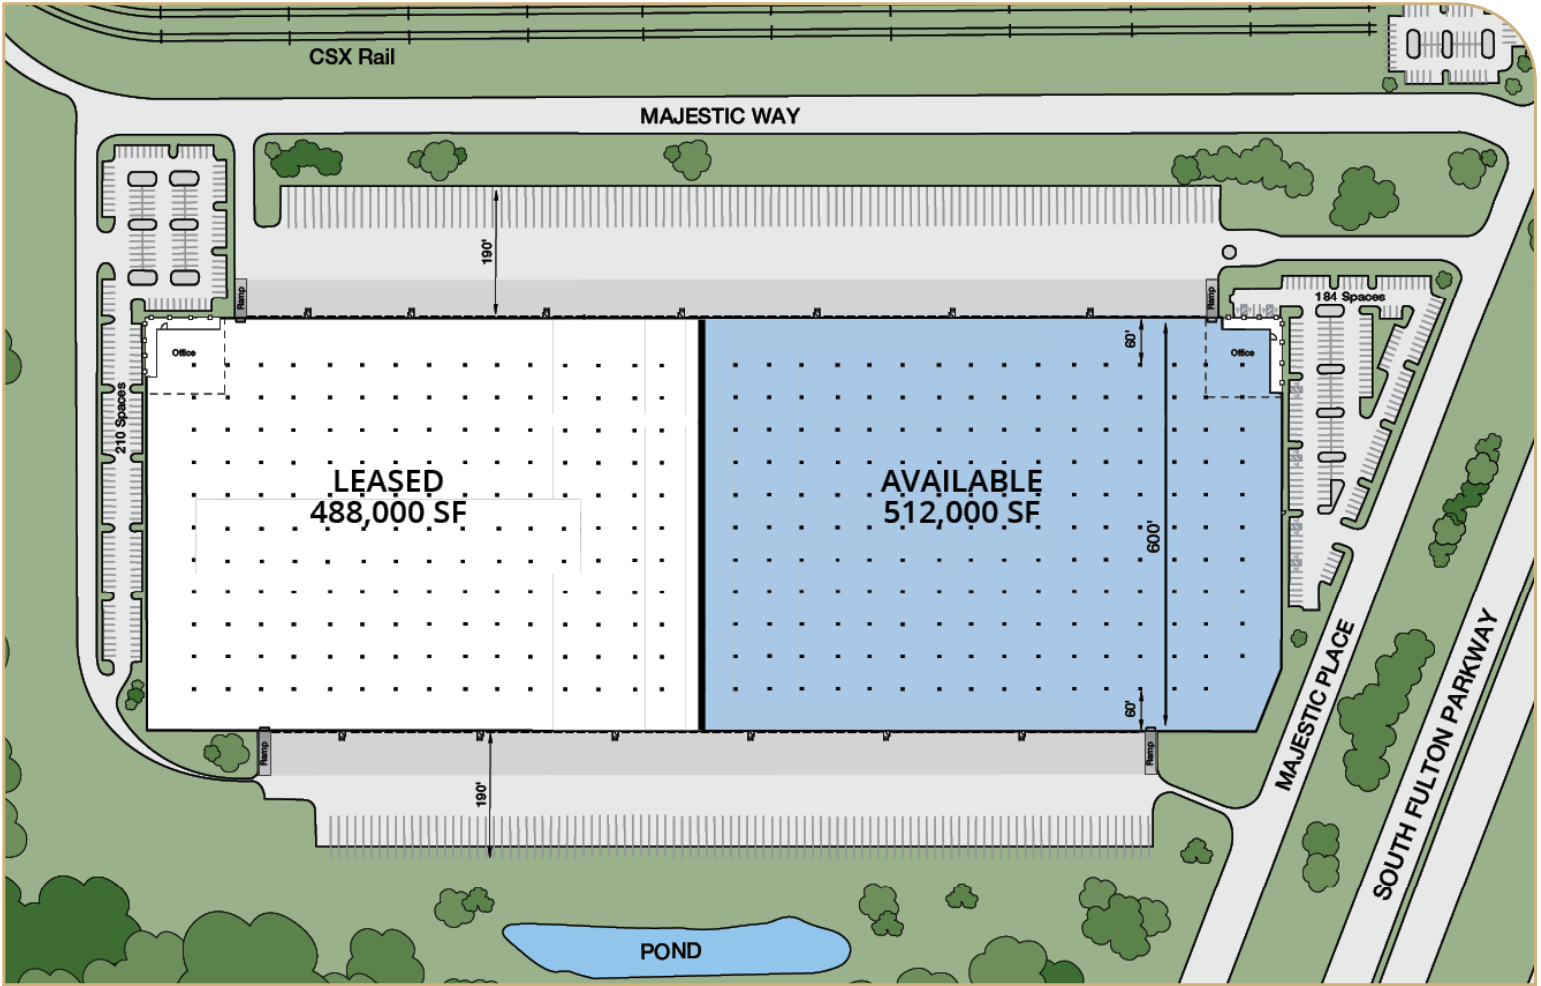 CSX Rail
MAJESTIC WAY
190'
Ramp
Ramp
184 Spaces
Office
60'
Office
210 Spaces
LEASED
488,000 SF
AVAILABLE
512,000 SF
600'
60'
Ramp
190'
Ramp
MAJESTIC PLACE
SOUTH FULTON PARKWAY
POND